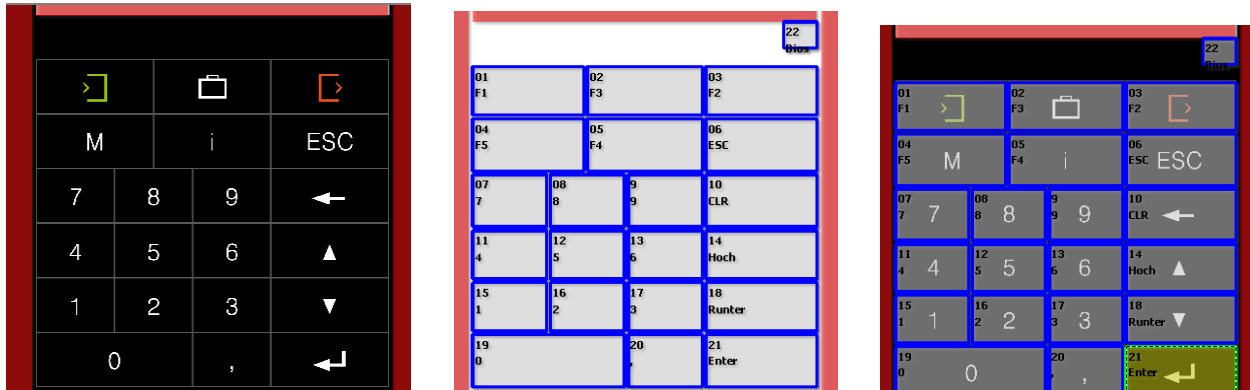 M i ESC
7 8 9
4 5 6
1 2 3
0 ,
22
Bios
01 02 03
F1 F3 F2
04 05 06
F5 F4 ESC
07 08 9 10
7 8 9 CLR
11 12 13 14
4 5 6 Hoch
15 16 17 18
1 2 3 Runter
19 20 21
0 , Enter
22
Bios
01 02 03
F1 F3 F2
04 05 06
F5 M F4 i ESC ESC
07 08 9 10
7 7 8 8 9 9 CLR
11 12 13 14
4 4 5 5 6 6 Hoch
15 16 17 18
1 1 2 2 3 3 Runter
19 20 21
0 0 , , Enter